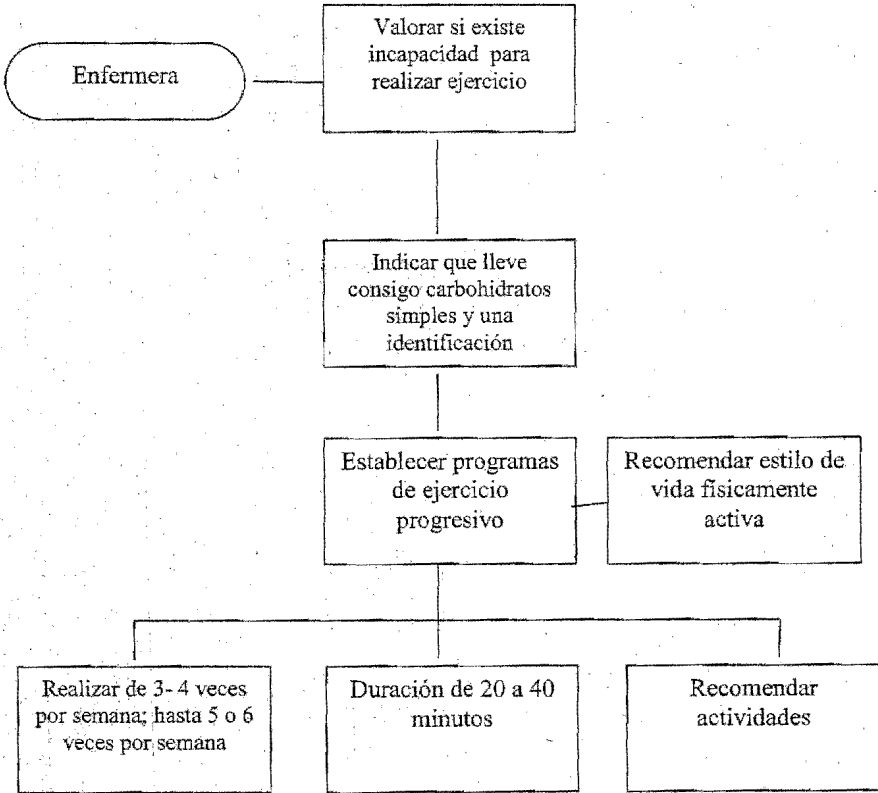 Enfermera
Valorar si existe
incapacidad para
realizar ejercicio
Indicar que lleve
consigo carbohidratos
simples y una
identificación
Establecer programas
de ejercicio
progresivo
Recomendar estilo de
vida físicamente
activa
Realizar de 3- 4 veces
por semana; hasta 5 o 6
veces por semana
Duración de 20 a 40
minutos
Recomendar
actividades